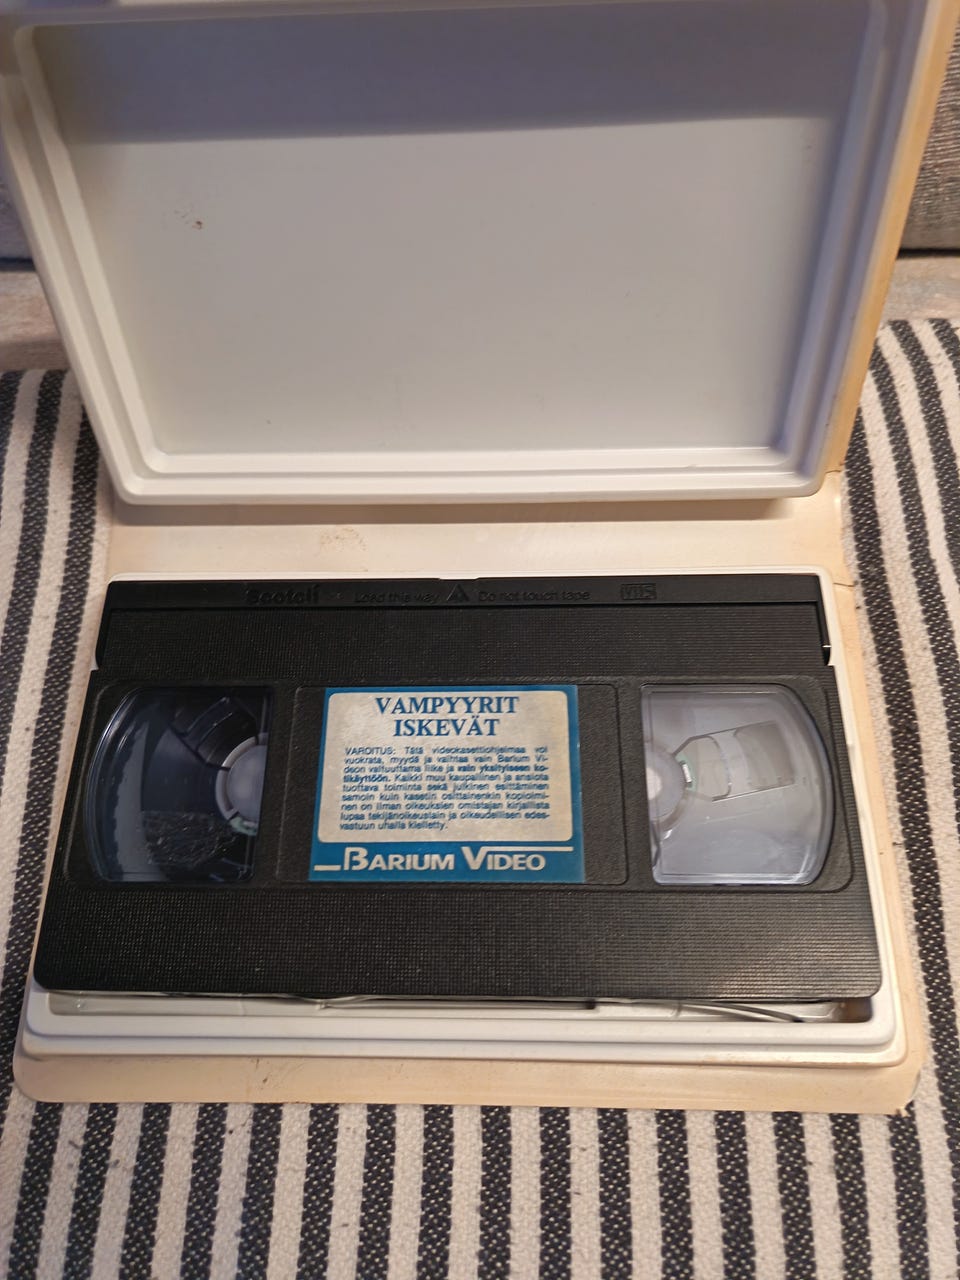 Scotch Load this way Do not touch tape VHS
VAMPYYRIT
ISKEVÄT
VAROITUS: Tätä videokasettiohjelmaa voi
vuokrata, myydä ja vaihtaa vain Barium Vi-
deon valtuuttama liike ja vain yksityiseen ko-
tikäyttöön. Kaikki muu kaupallinen ja ansiota
tuottava toiminta sekä julkinen esittäminen
samoin kuin kasetin osittainenkin kopioimi-
nen on ilman oikeuksien omistajan kirjallista
lupaa tekijänoikeuslain ja oikeudellisen edes-
vastuun uhalla kielletty.
BARIUM VIDEO